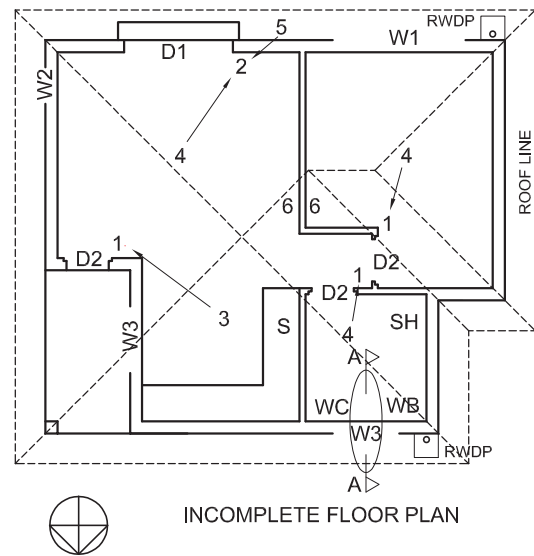 RWDP
5
D1
W1
2
W2
4
4
ROOF LINE
6 6
1
1
D2
D2
1
D2
3
W3
S
4
SH
A
WC
WB
W3
RWDP
A
INCOMPLETE FLOOR PLAN